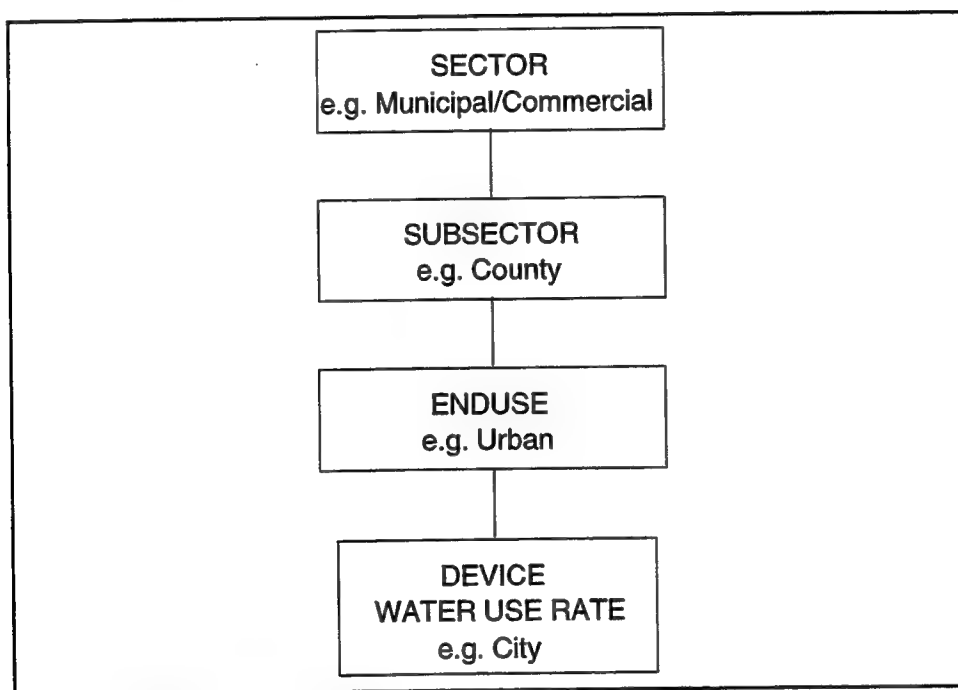 SECTOR
e.g. Municipal/Commercial
SUBSECTOR
e.g. County
ENDUSE
e.g. Urban
DEVICE
WATER USE RATE
e.g. City